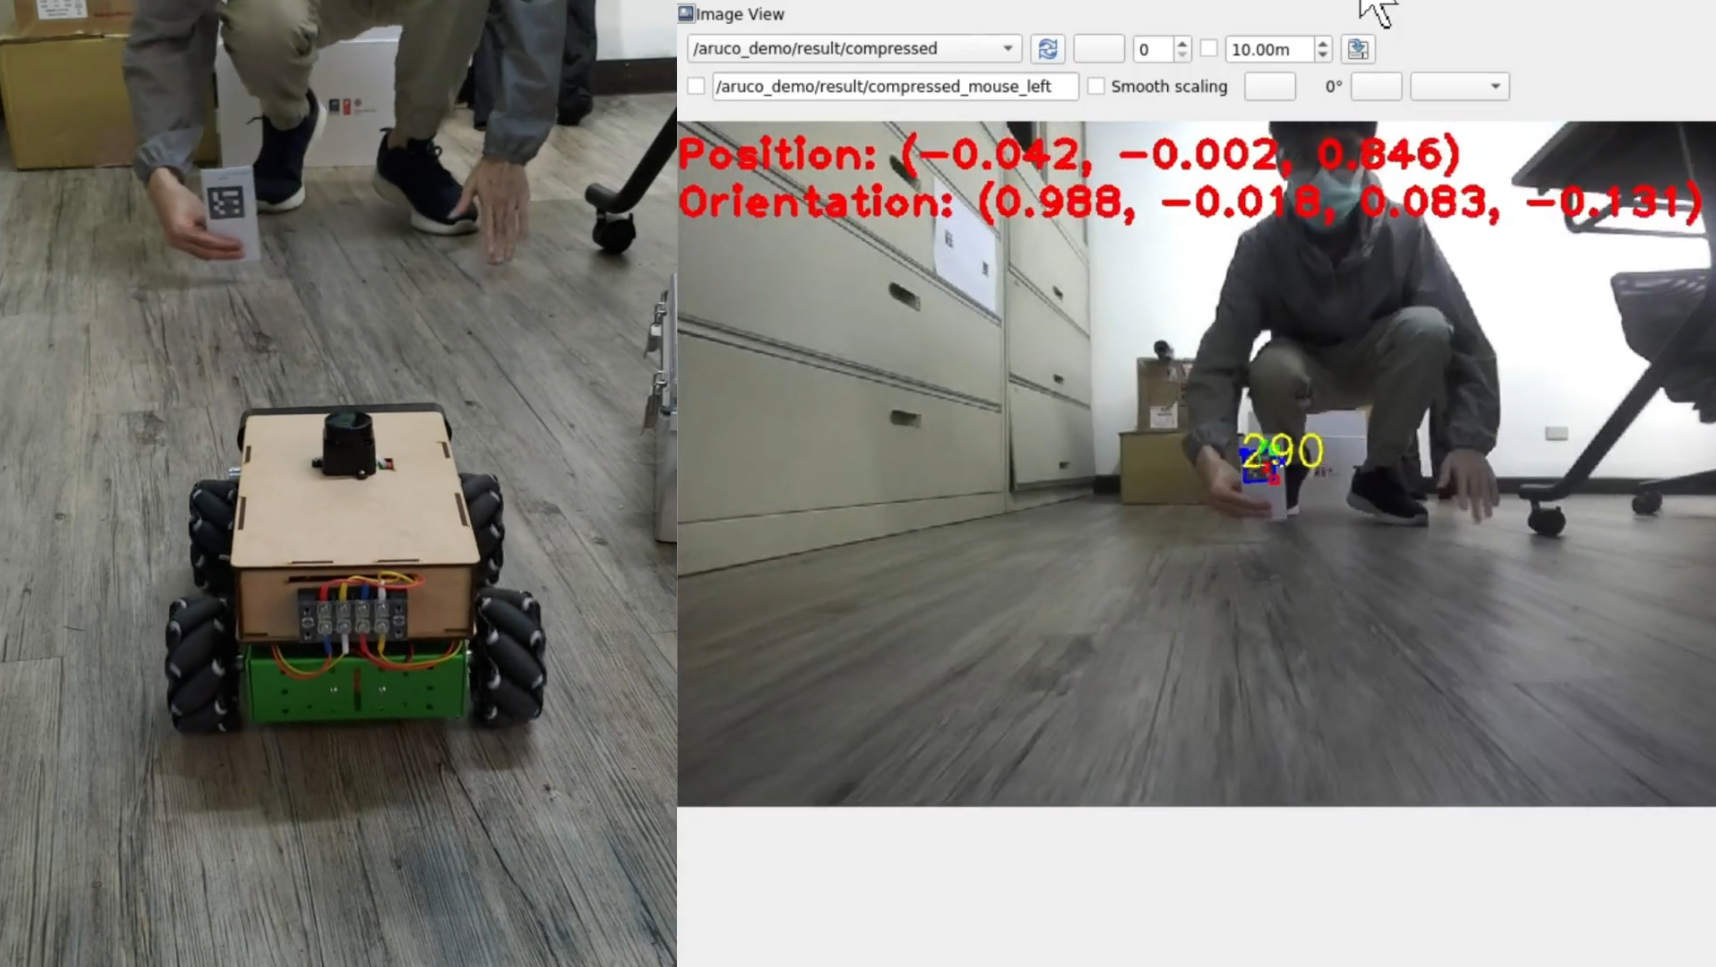 Image View
/aruco_demo/result/compressed
0
10.00m
/aruco_demo/result/compressed_mouse_left
Smooth scaling
0°
Position: (-0.042, -0.002, 0.846)
Orientation: (0.988, -0.018, 0.083, -0.131)
290